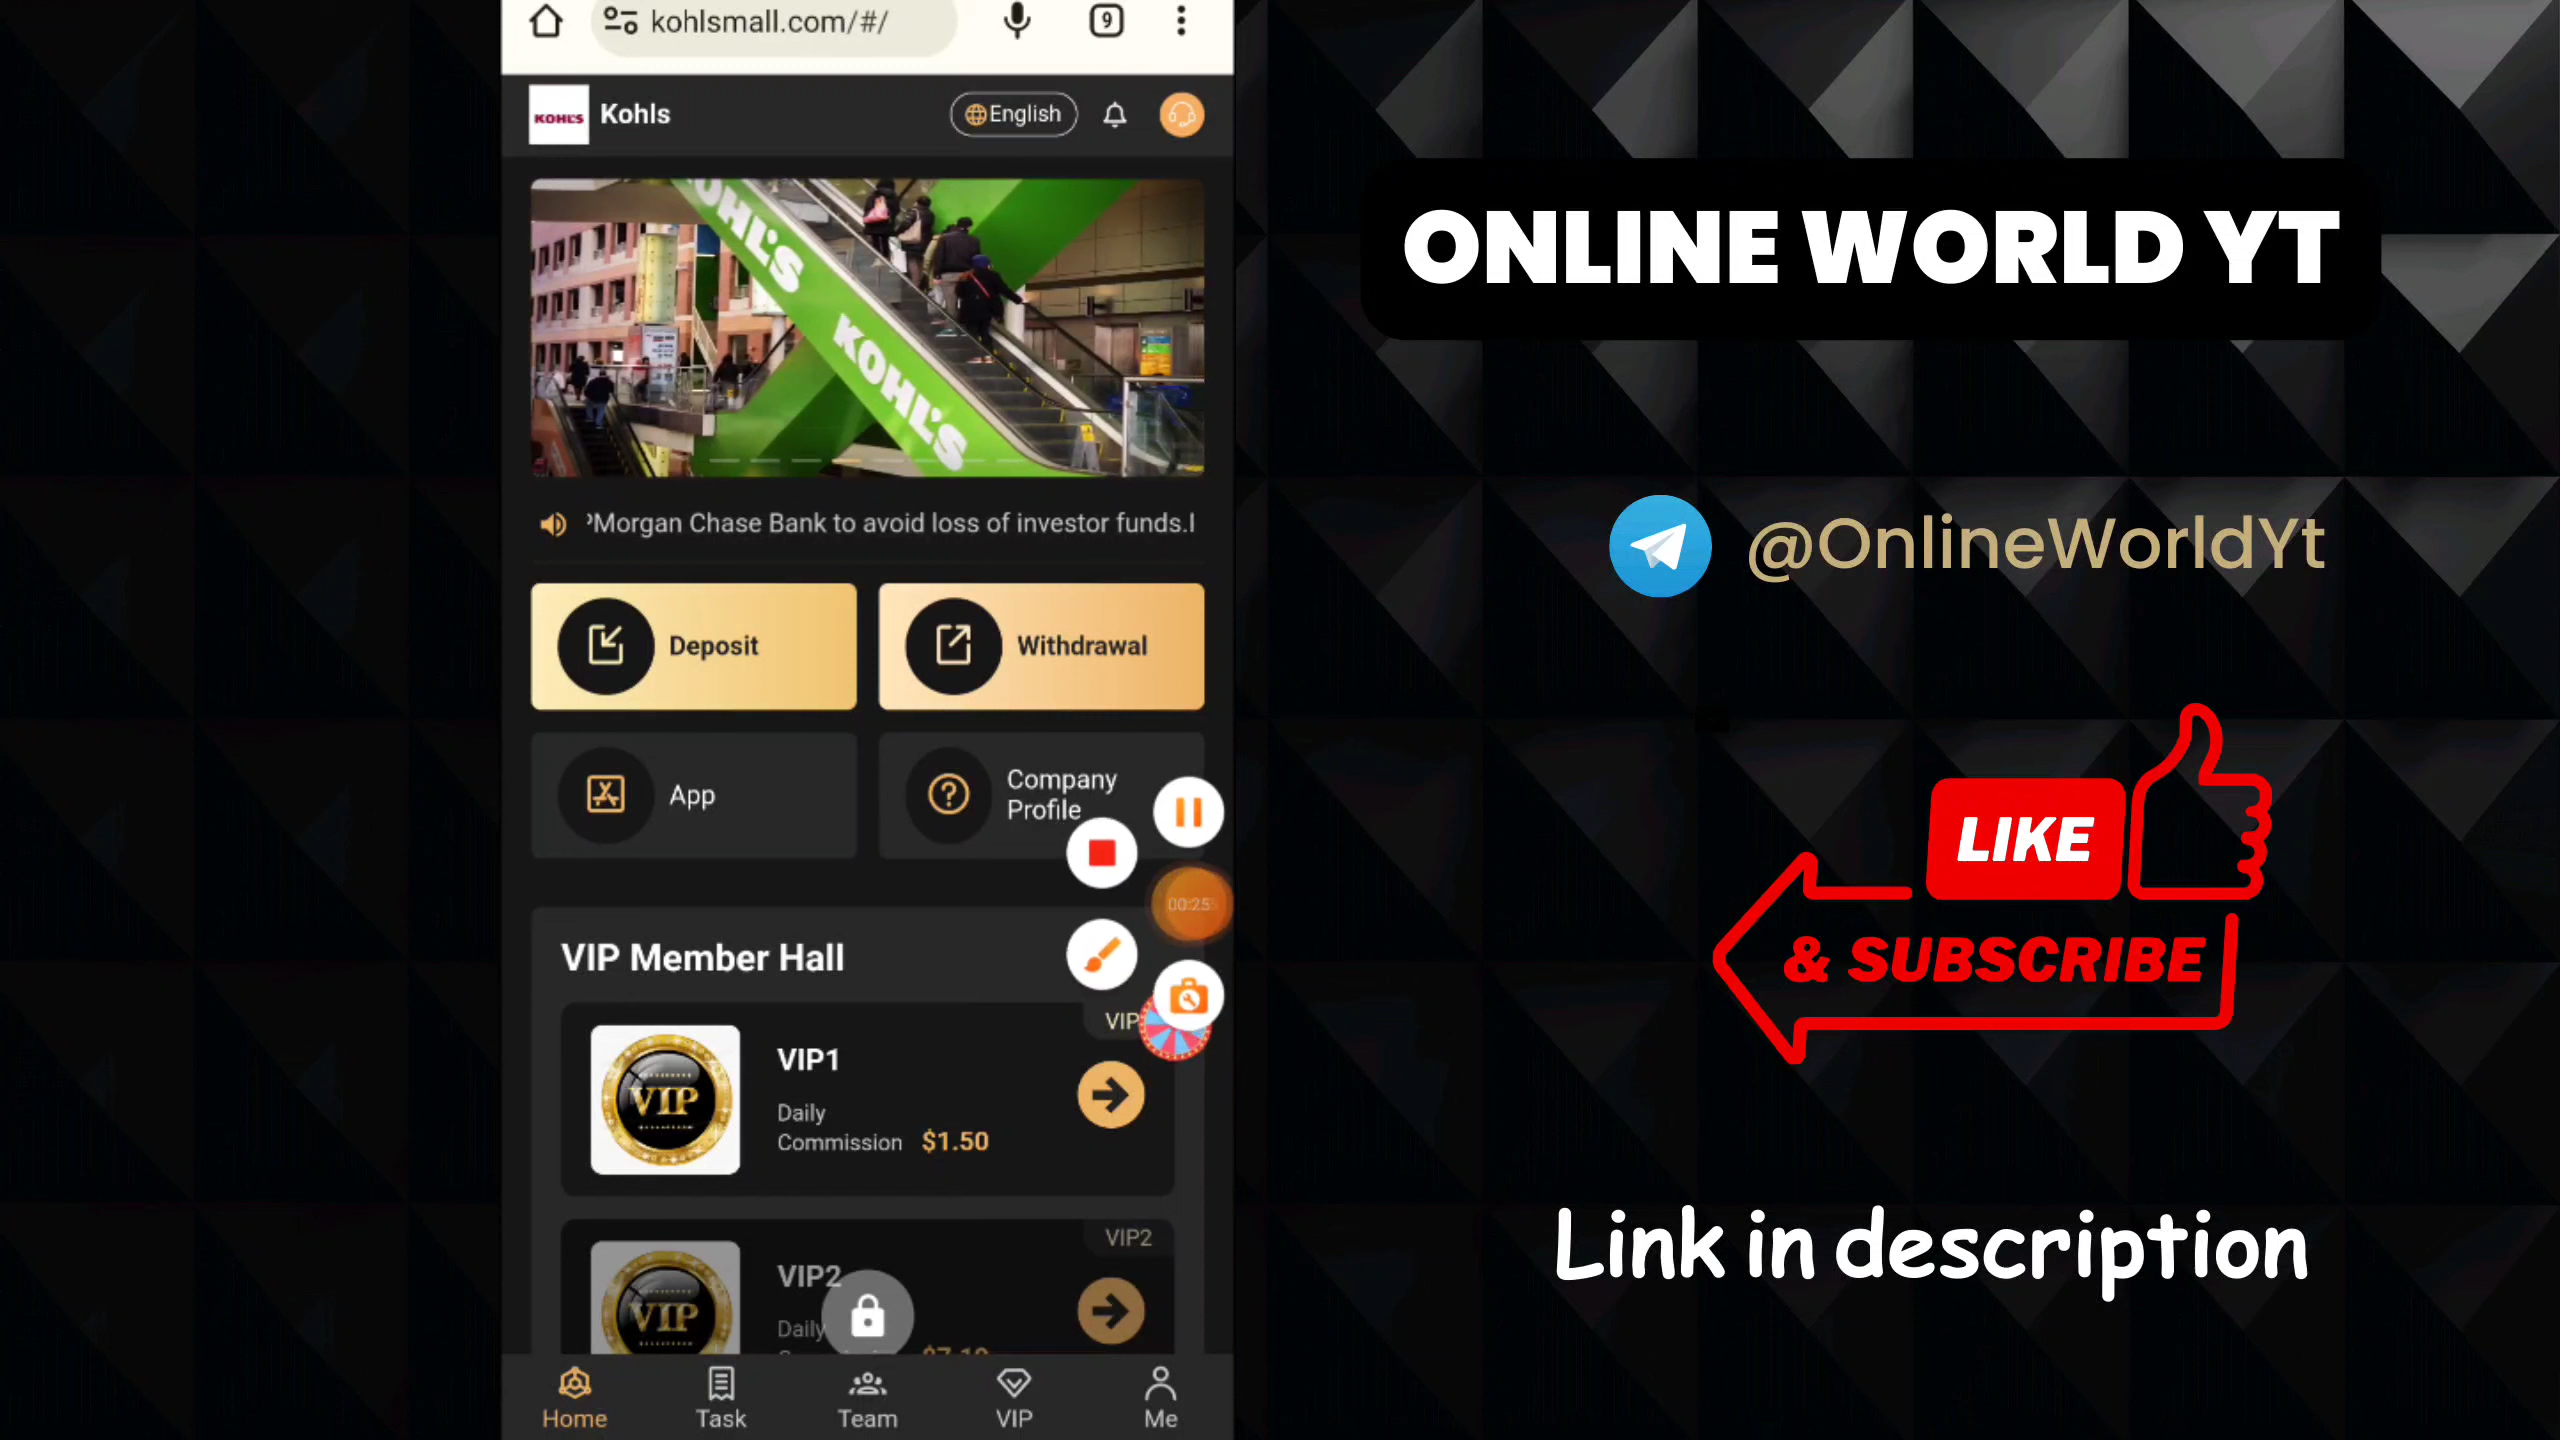 kohlsmall.com/#/
9
KOHL'S
Kohls
English
OHL'S
KOHL'S
Morgan Chase Bank to avoid loss of investor funds.
Deposit
Withdrawal
App
Company
Profile
00:25
VIP Member Hall
VIP
VIP
VIP1
Daily
Commission $1.50
VIP2
VIP
VIP2
Daily
Home
Task
Team
VIP
Me
ONLINE WORLD YT
@OnlineWorldYt
LIKE
& SUBSCRIBE
Link in description